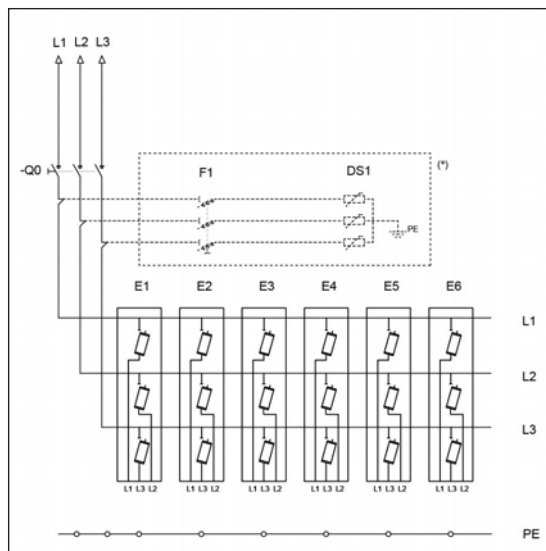 L1 L2 L3
-Q0
F1 DS1 (*)
PE
E1 E2 E3 E4 E5 E6
L1
L2
L3
L1 L3 L2 L1 L3 L2 L1 L3 L2 L1 L3 L2 L1 L3 L2 L1 L3 L2
PE